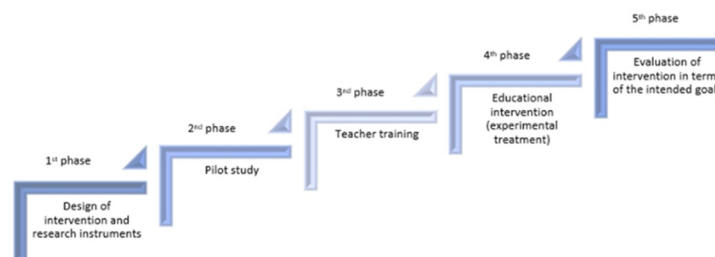 1st phase
Design of
intervention and
research instruments
2nd phase
Pilot study
3rd phase
Teacher training
4th phase
Educational
intervention
(experimental
treatment)
5th phase
Evaluation of
intervention in term
of the intended goal